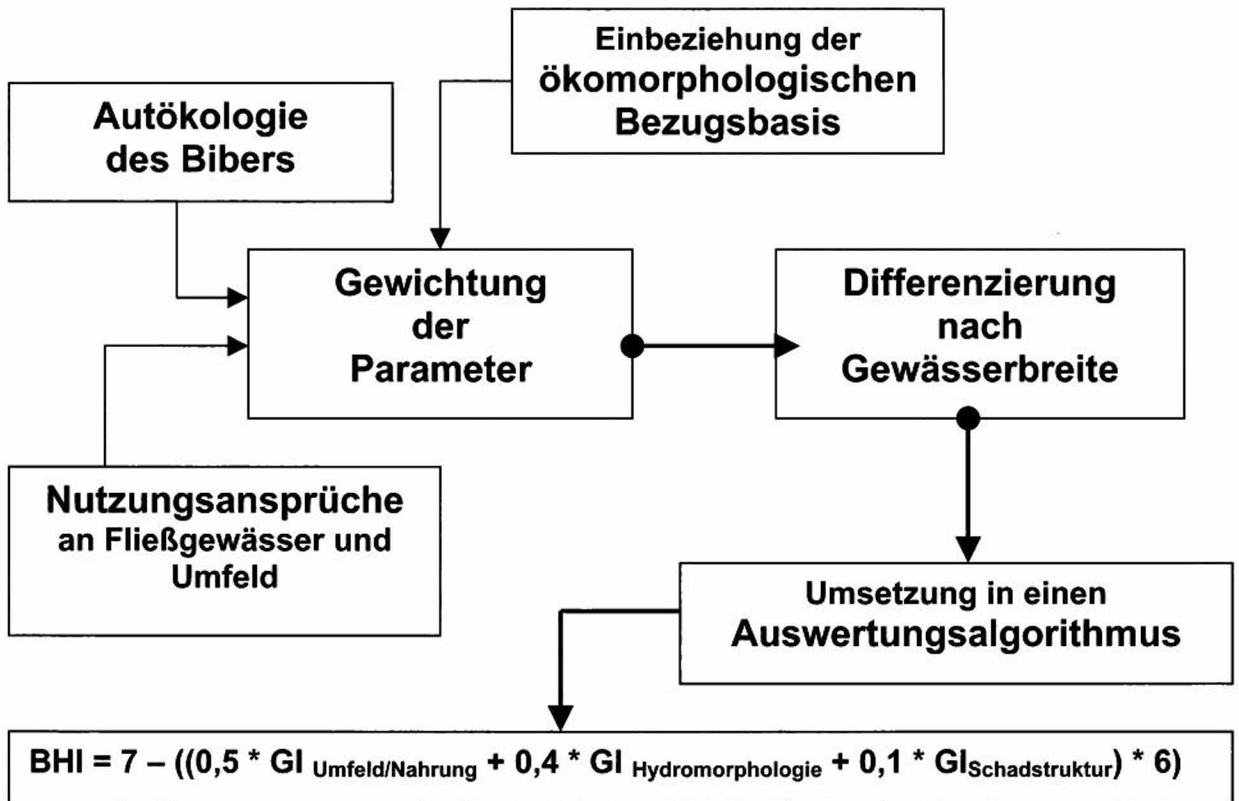 Einbeziehung der
ökomorphologischen
Bezugsbasis
Autökologie
des Bibers
Gewichtung
der
Parameter
Differenzierung
nach
Gewässerbreite
Nutzungsansprüche
an Fließgewässer und
Umfeld
Umsetzung in einen
Auswertungsalgorithmus
BHI = 7 – ((0,5 * GI Umfeld/Nahrung + 0,4 * GI Hydromorphologie + 0,1 * GISchadstruktur) * 6)